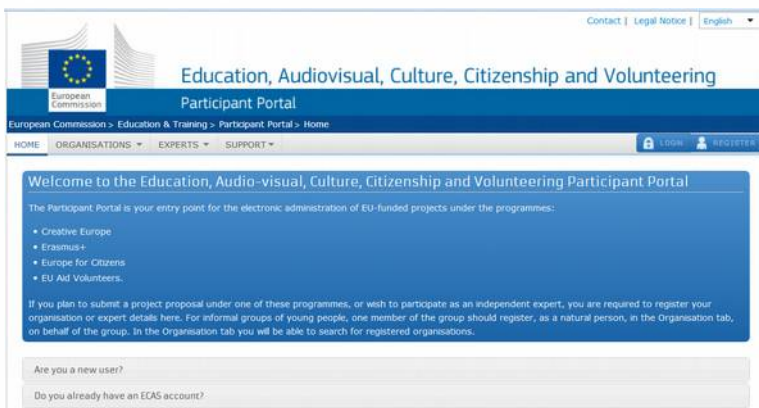 Contact | Legal Notice | English
Education, Audiovisual, Culture, Citizenship and Volunteering
European
Commission
Participant Portal
European Commission > Education & Training > Participant Portal > Home
HOME ORGANISATIONS EXPERTS SUPPORT LOGIN REGISTER
Welcome to the Education, Audio-visual, Culture, Citizenship and Volunteering Participant Portal
The Participant Portal is your entry point for the electronic administration of EU-funded projects under the programmes:
• Creative Europe
• Erasmus+
• Europe for Citizens
• EU Aid Volunteers.
If you plan to submit a project proposal under one of these programmes, or wish to participate as an independent expert, you are required to register your
organisation or expert details here. For informal groups of young people, one member of the group should register, as a natural person, in the Organisation tab,
on behalf of the group. In the Organisation tab you will be able to search for registered organisations.
Are you a new user?
Do you already have an ECAS account?